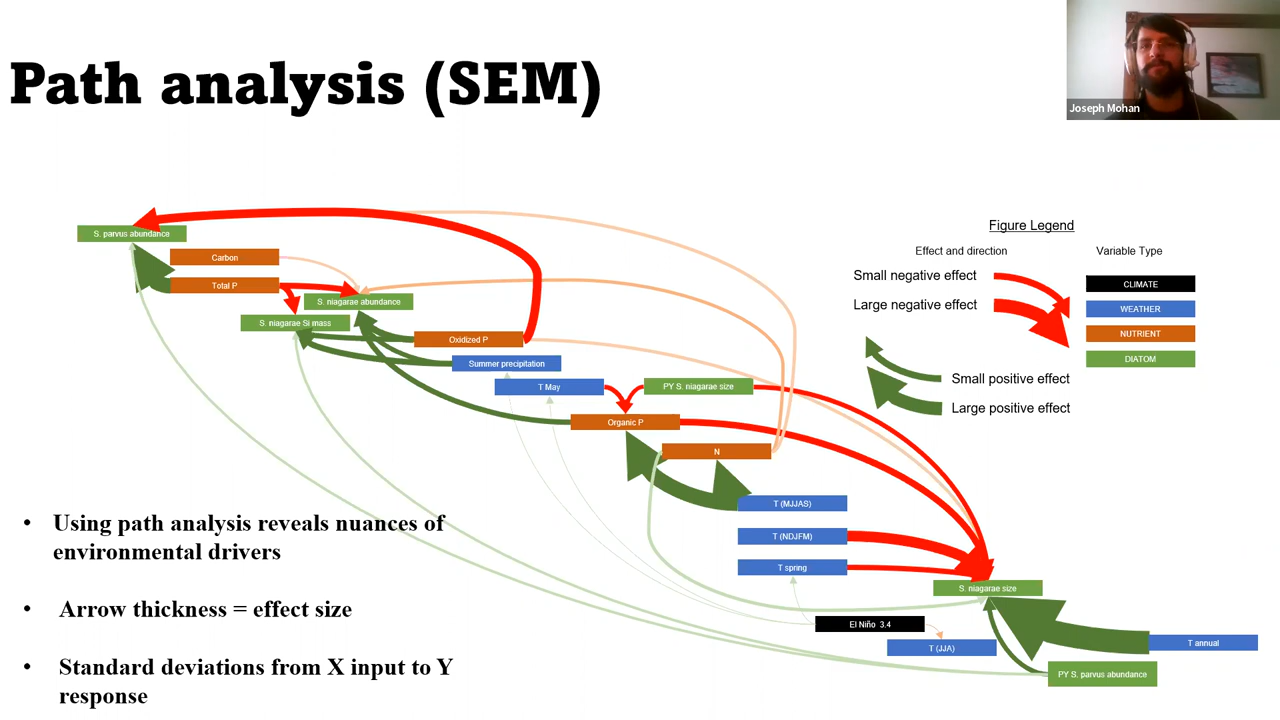 Path analysis (SEM)
Joseph Mohan
S. parvus abundance
Carbon
Total P
S. niagarae abundance
S. niagarae Si mass
Oxidized P
Summer precipitation
T May
PY S. niagarae size
Organic P
N
T (MJJAS)
T (NDJFM)
T spring
S. niagarae size
El Niño 3.4
T (JJA)
T annual
PY S. parvus abundance
Figure Legend
Effect and direction
Variable Type
Small negative effect
Large negative effect
Small positive effect
Large positive effect
CLIMATE
WEATHER
NUTRIENT
DIATOM
• Using path analysis reveals nuances of
environmental drivers
• Arrow thickness = effect size
• Standard deviations from X input to Y
response